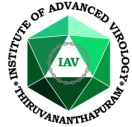 INSTITUTE OF ADVANCED VIROLOGY
IAV
THIRUVANANTHAPURAM